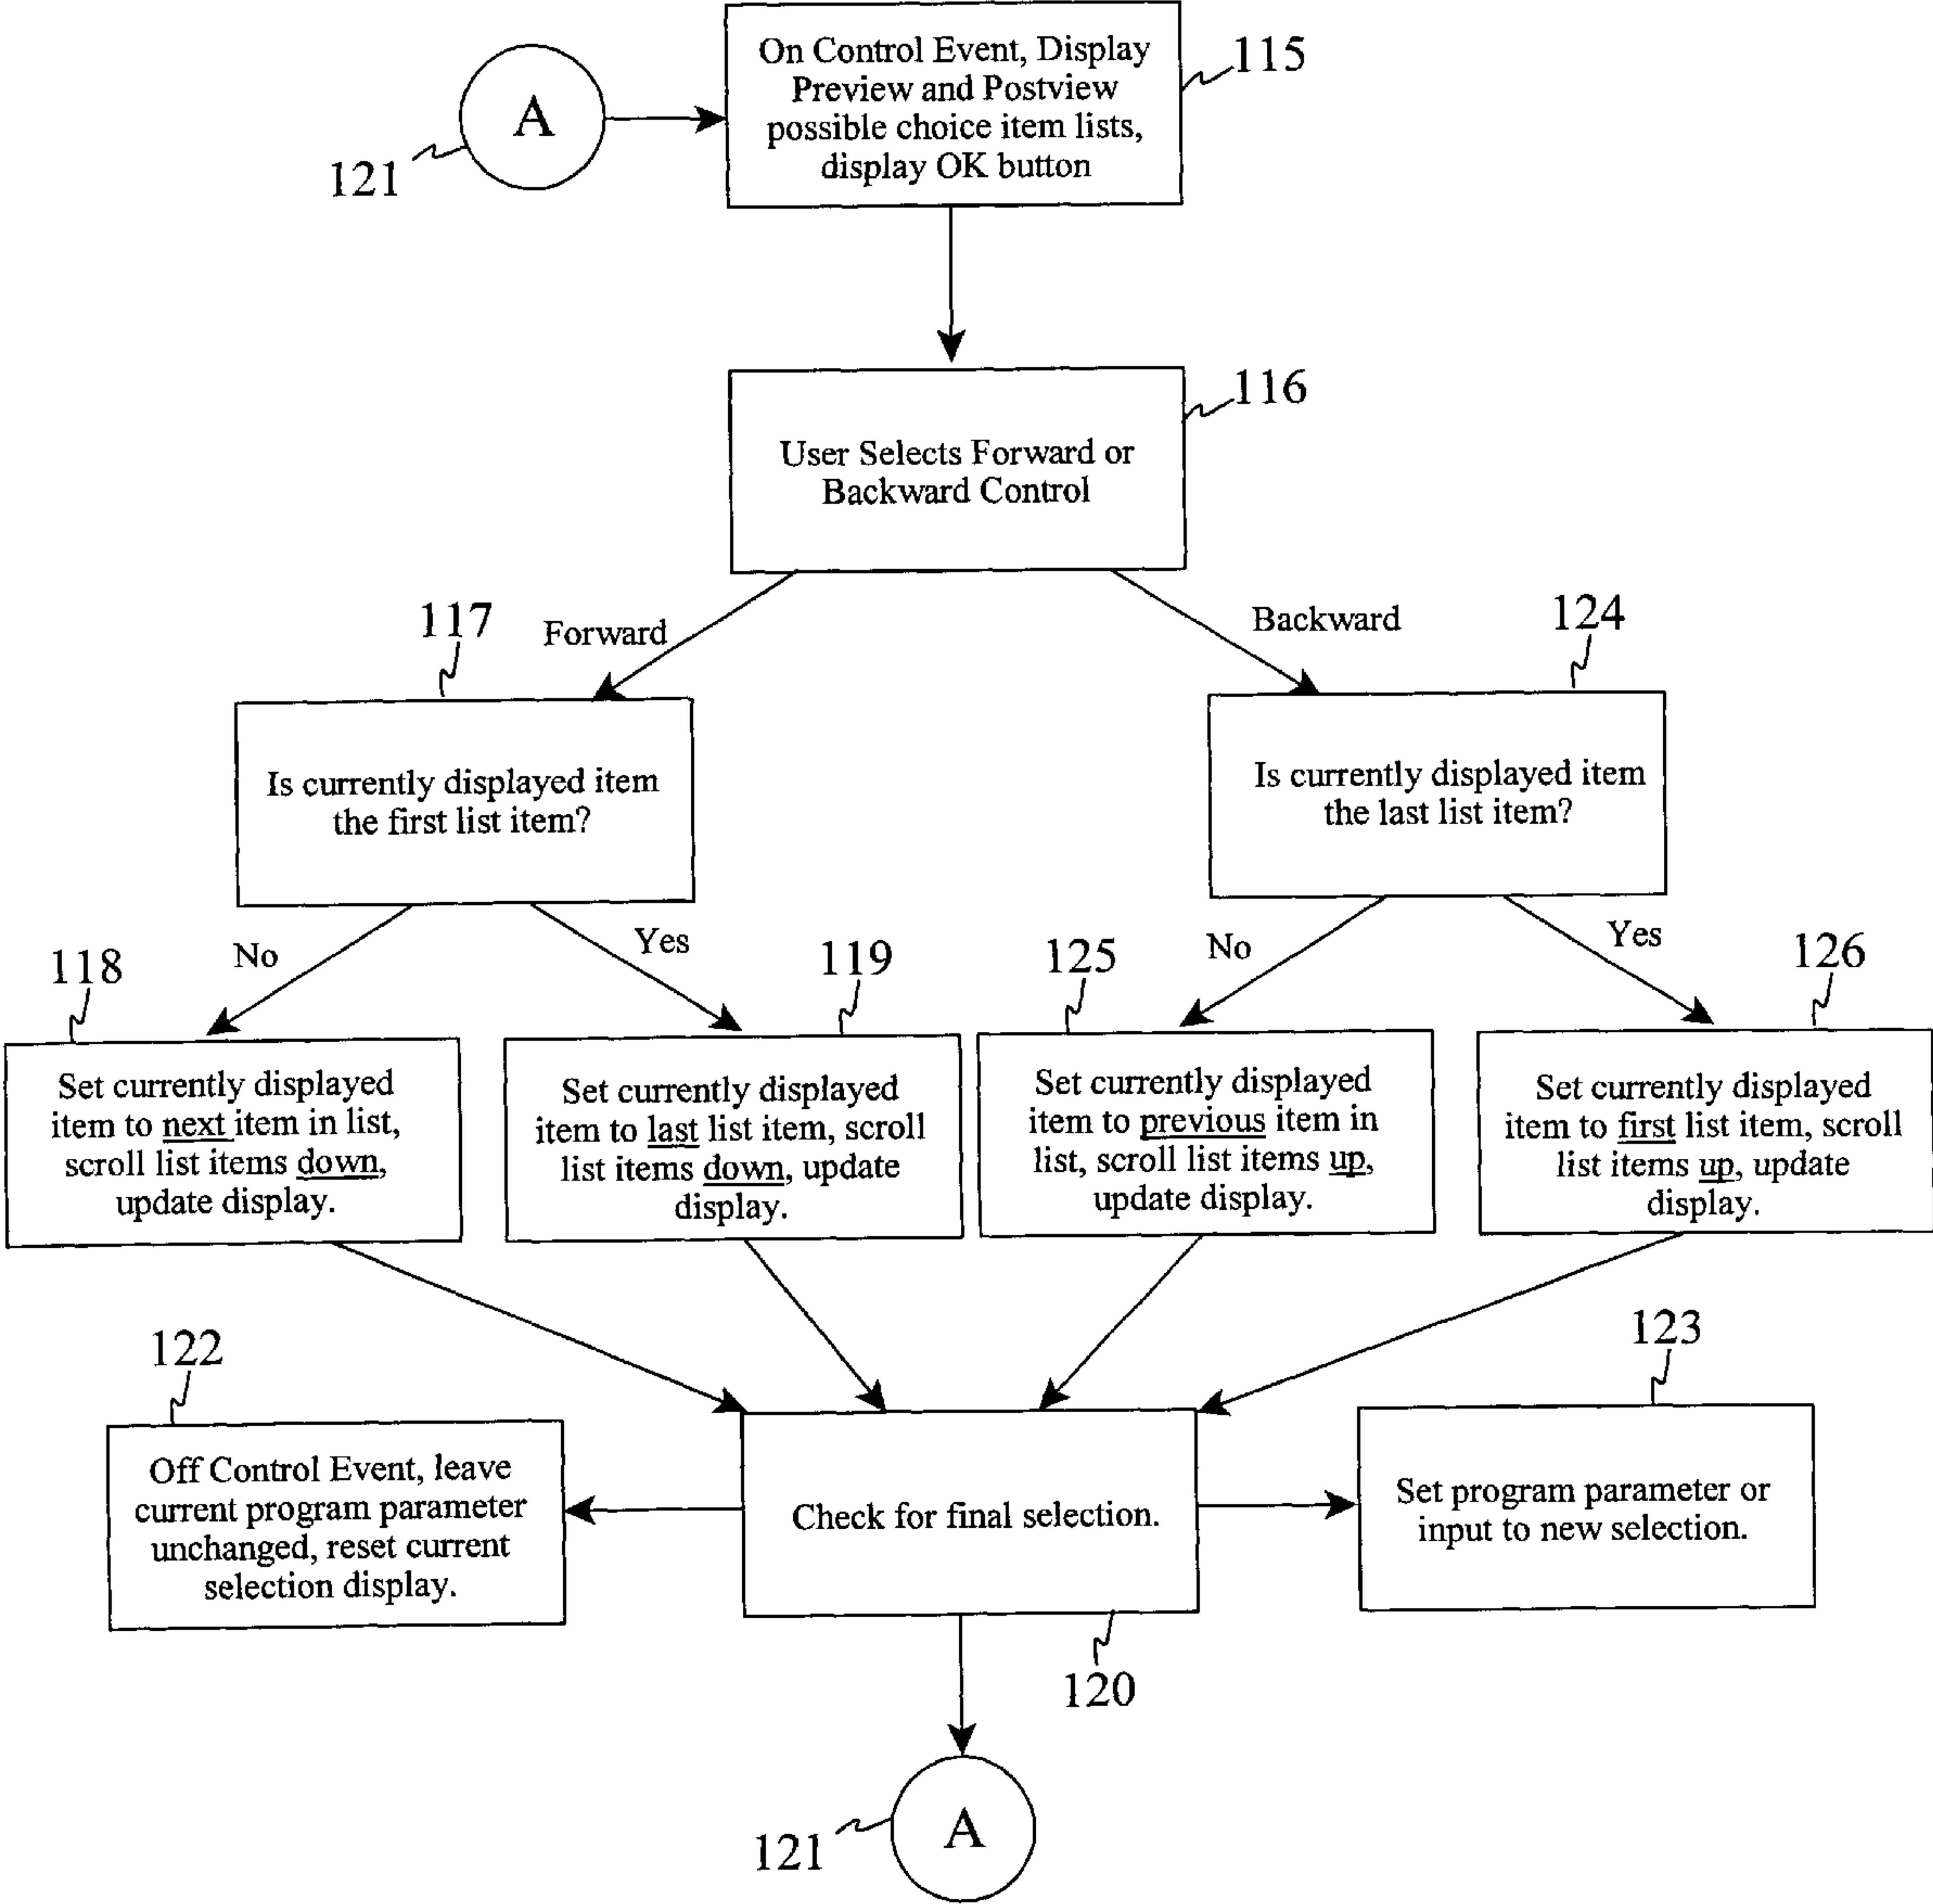 On Control Event, Display
Preview and Postview
possible choice item lists,
display OK button
115
A
121
User Selects Forward or
Backward Control
116
Forward
Backward
117
124
Is currently displayed item
the first list item?
Is currently displayed item
the last list item?
No
Yes
No
Yes
118
119
125
126
Set currently displayed
item to next item in list,
scroll list items down,
update display.
Set currently displayed
item to last list item, scroll
list items down, update
display.
Set currently displayed
item to previous item in
list, scroll list items up,
update display.
Set currently displayed
item to first list item, scroll
list items up, update
display.
122
123
Off Control Event, leave
current program parameter
unchanged, reset current
selection display.
Check for final selection.
Set program parameter or
input to new selection.
120
A
121